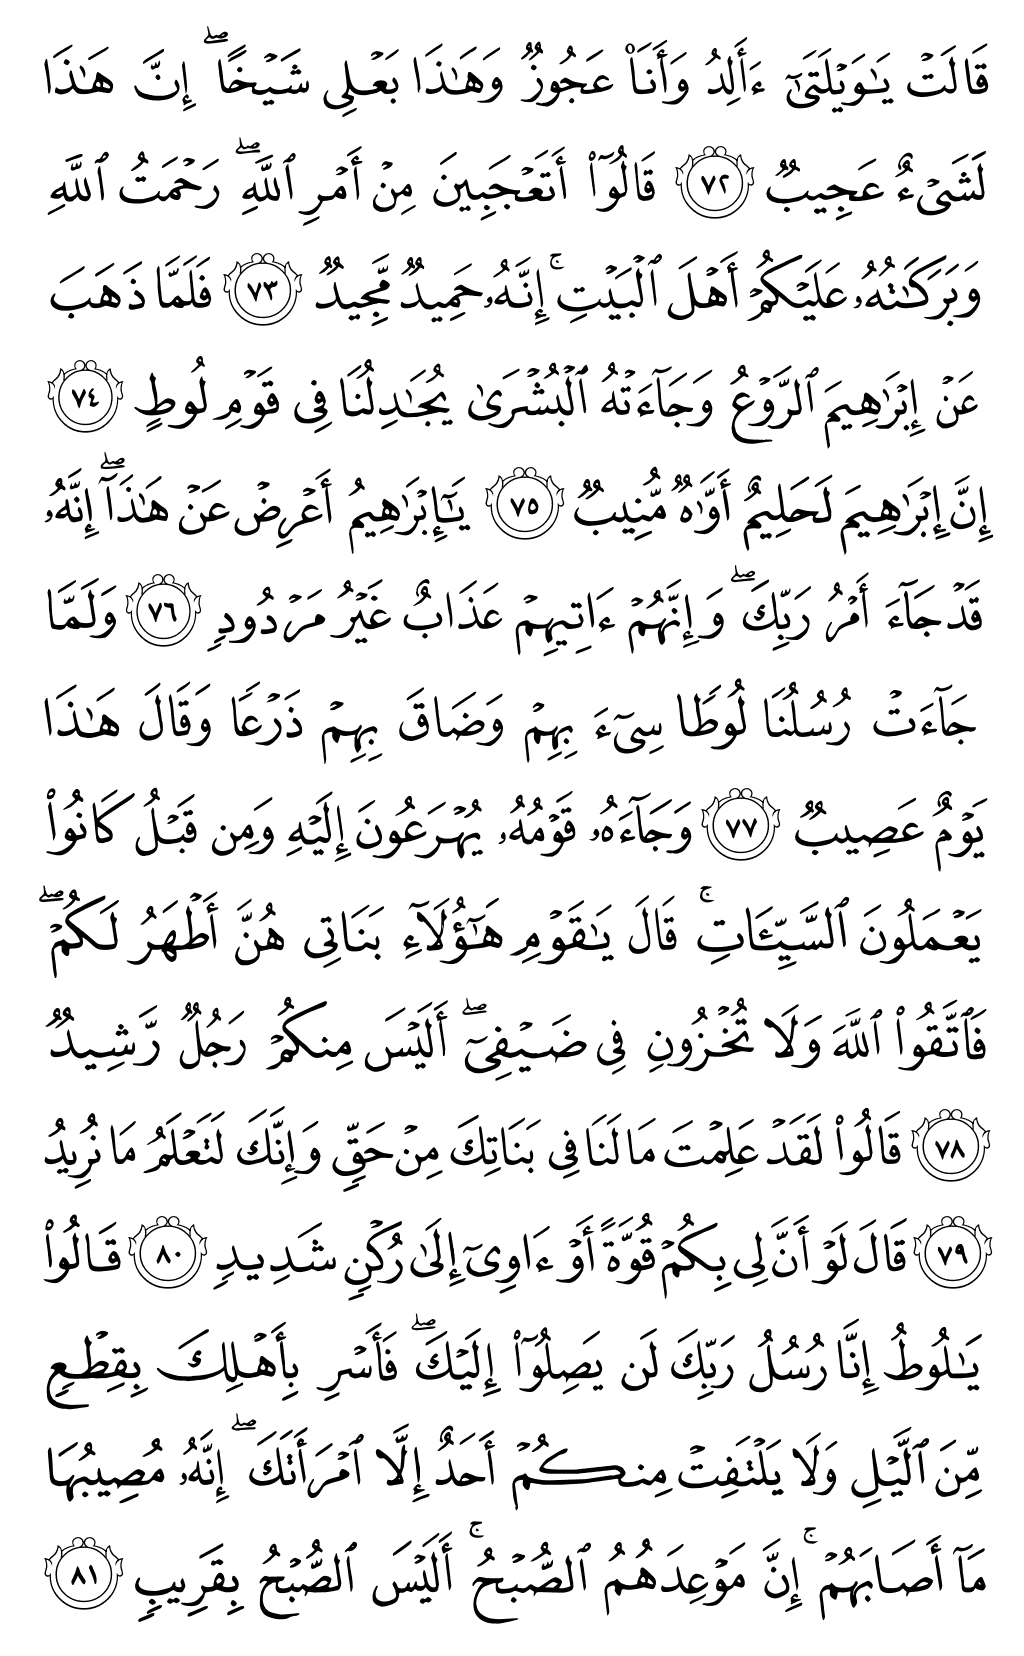 قَالَتۡ يَٰوَيۡلَتَىٰٓ ءَأَلِدُ وَأَنَا۠ عَجُوزٞ وَهَٰذَا بَعۡلِي شَيۡخًاۖ إِنَّ هَٰذَا
لَشَيۡءٌ عَجِيبٞ ٧٢ قَالُوٓاْ أَتَعۡجَبِينَ مِنۡ أَمۡرِ ٱللَّهِۖ رَحۡمَتُ ٱللَّهِ
وَبَرَكَٰتُهُۥ عَلَيۡكُمۡ أَهۡلَ ٱلۡبَيۡتِۚ إِنَّهُۥ حَمِيدٞ مَّجِيدٞ ٧٣ فَلَمَّا ذَهَبَ
عَنۡ إِبۡرَٰهِيمَ ٱلرَّوۡعُ وَجَآءَتۡهُ ٱلۡبُشۡرَىٰ يُجَٰدِلُنَا فِي قَوۡمِ لُوطٍ ٧٤
إِنَّ إِبۡرَٰهِيمَ لَحَلِيمٌ أَوَّٰهٞ مُّنِيبٞ ٧٥ يَٰٓإِبۡرَٰهِيمُ أَعۡرِضۡ عَنۡ هَٰذَآۖ إِنَّهُۥ
قَدۡ جَآءَ أَمۡرُ رَبِّكَۖ وَإِنَّهُمۡ ءَاتِيهِمۡ عَذَابٌ غَيۡرُ مَرۡدُودٖ ٧٦ وَلَمَّا
جَآءَتۡ رُسُلُنَا لُوطٗا سِيٓءَ بِهِمۡ وَضَاقَ بِهِمۡ ذَرۡعٗا وَقَالَ هَٰذَا
يَوۡمٌ عَصِيبٞ ٧٧ وَجَآءَهُۥ قَوۡمُهُۥ يُهۡرَعُونَ إِلَيۡهِ وَمِن قَبۡلُ كَانُواْ
يَعۡمَلُونَ ٱلسَّيِّـَٔاتِۚ قَالَ يَٰقَوۡمِ هَٰٓؤُلَآءِ بَنَاتِي هُنَّ أَطۡهَرُ لَكُمۡۖ
فَٱتَّقُواْ ٱللَّهَ وَلَا تُخۡزُونِ فِي ضَيۡفِيٓۖ أَلَيۡسَ مِنكُمۡ رَجُلٞ رَّشِيدٞ
٧٨ قَالُواْ لَقَدۡ عَلِمۡتَ مَا لَنَا فِي بَنَاتِكَ مِنۡ حَقّٖ وَإِنَّكَ لَتَعۡلَمُ مَا نُرِيدُ
٧٩ قَالَ لَوۡ أَنَّ لِي بِكُمۡ قُوَّةً أَوۡ ءَاوِيٓ إِلَىٰ رُكۡنٖ شَدِيدٖ ٨٠ قَالُواْ
يَٰلُوطُ إِنَّا رُسُلُ رَبِّكَ لَن يَصِلُوٓاْ إِلَيۡكَۖ فَأَسۡرِ بِأَهۡلِكَ بِقِطۡعٖ
مِّنَ ٱلَّيۡلِ وَلَا يَلۡتَفِتۡ مِنكُمۡ أَحَدٌ إِلَّا ٱمۡرَأَتَكَۖ إِنَّهُۥ مُصِيبُهَا
مَآ أَصَابَهُمۡۚ إِنَّ مَوۡعِدَهُمُ ٱلصُّبۡحُۚ أَلَيۡسَ ٱلصُّبۡحُ بِقَرِيبٖ ٨١